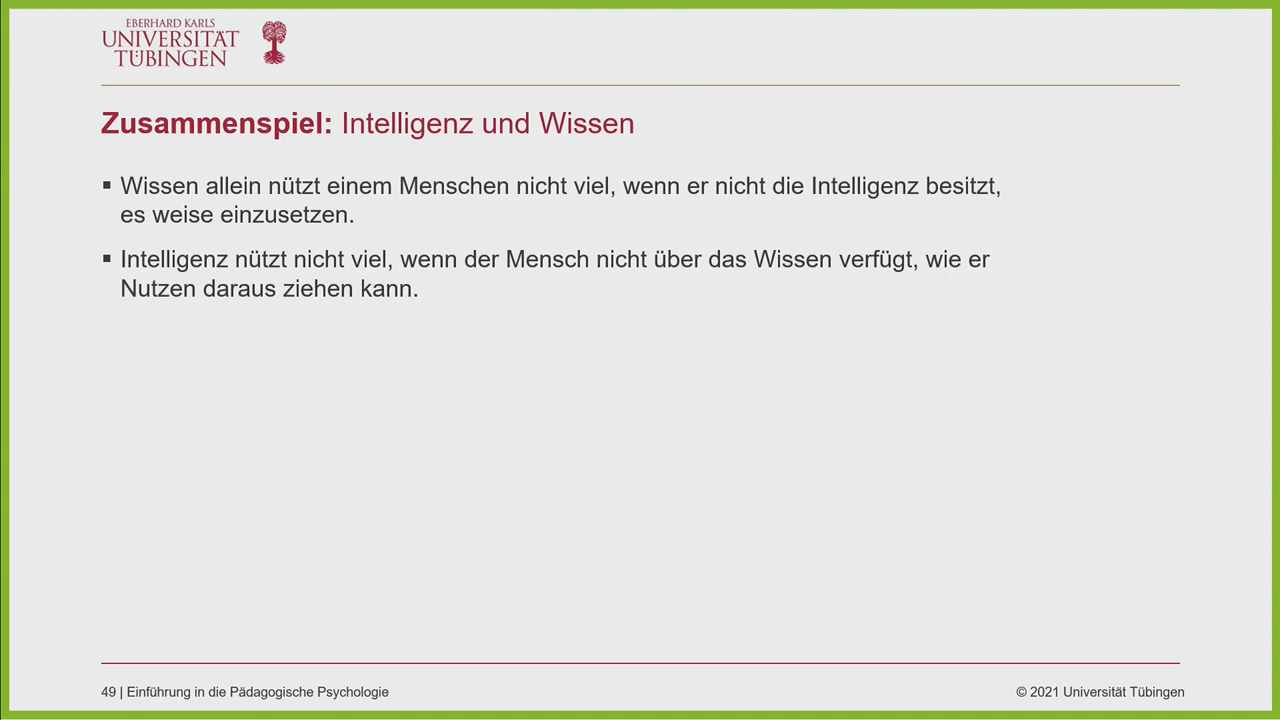 EBERHARD KARLS
UNIVERSITÄT
TÜBINGEN
Zusammenspiel: Intelligenz und Wissen
▪ Wissen allein nützt einem Menschen nicht viel, wenn er nicht die Intelligenz besitzt,
es weise einzusetzen.
▪ Intelligenz nützt nicht viel, wenn der Mensch nicht über das Wissen verfügt, wie er
Nutzen daraus ziehen kann.
49 | Einführung in die Pädagogische Psychologie
© 2021 Universität Tübingen